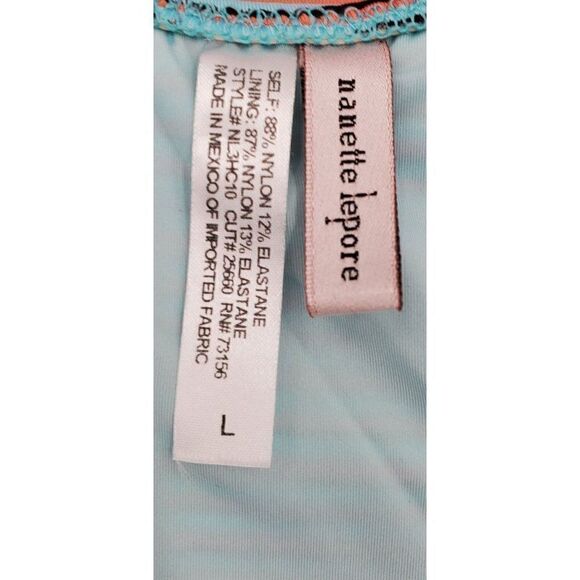 SELF: 88% NYLON 12% ELASTANE
LINING: 87% NYLON 13% ELASTANE
STYLE# NL3HC10 CUT# 25660 RN# 73156
MADE IN MEXICO OF IMPORTED FABRIC
L
nanette lepore